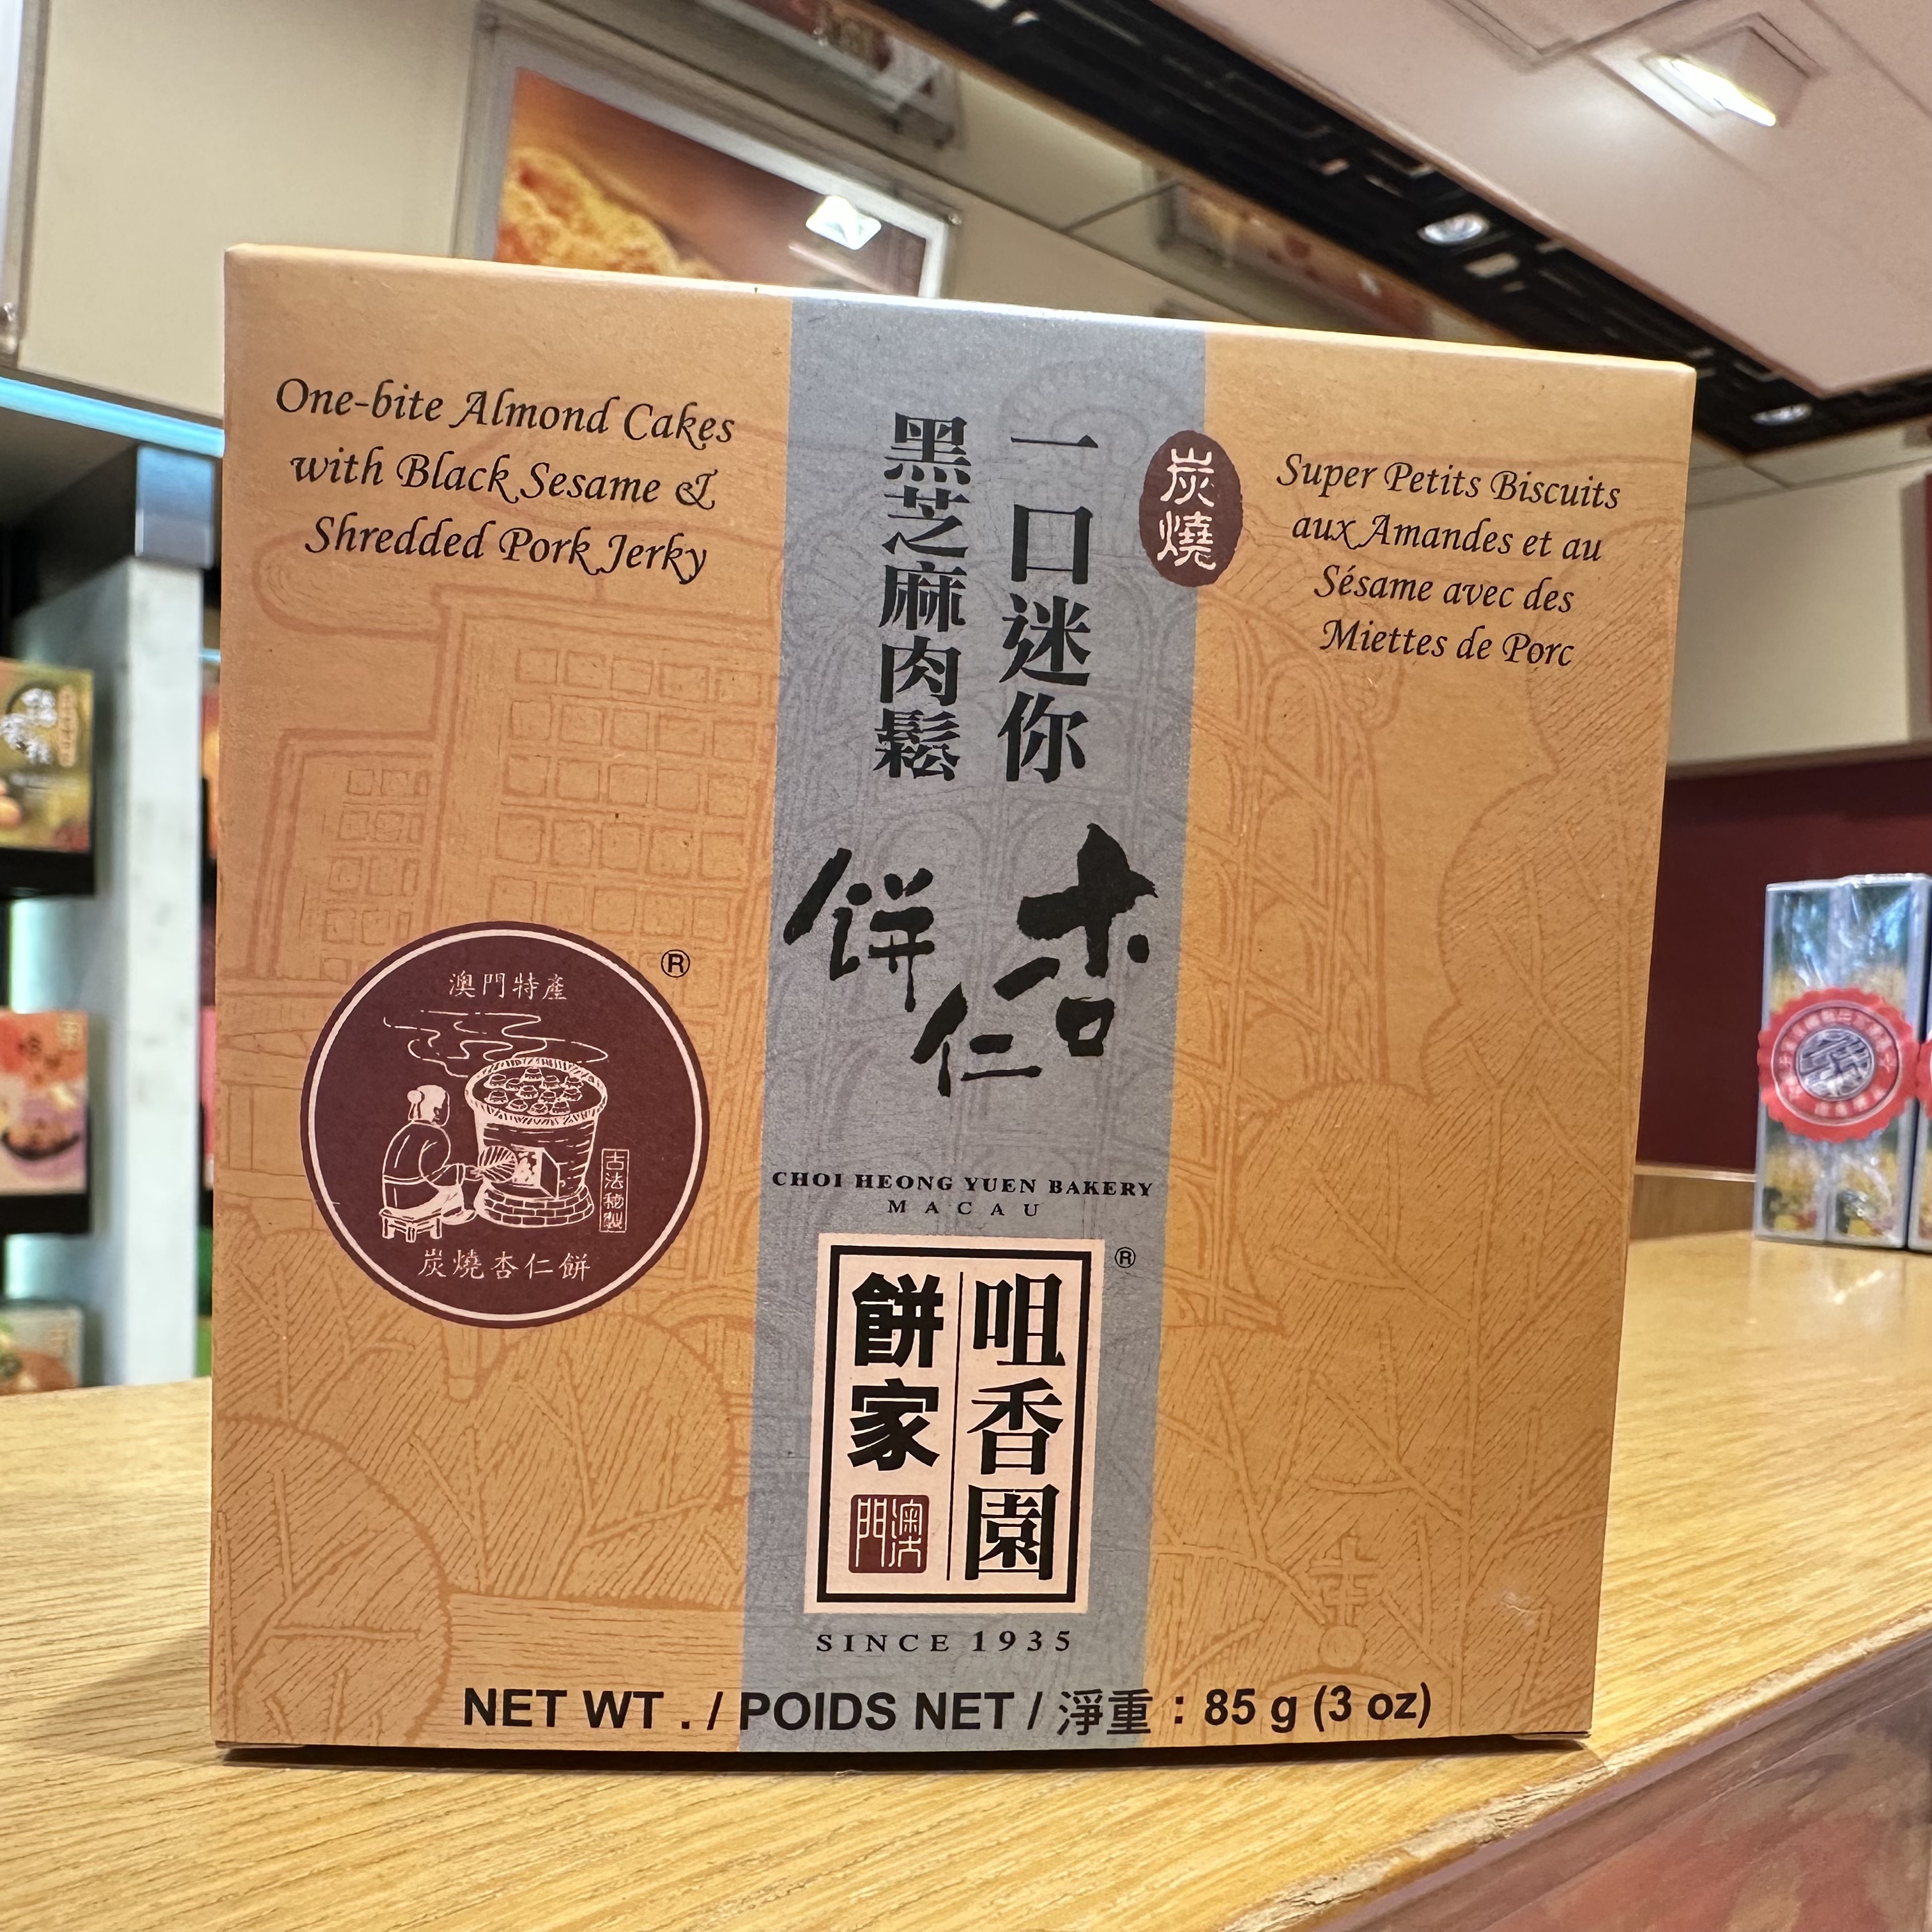 One-bite Almond Cakes
with Black Sesame &
Shredded Pork Jerky
一口迷你
黑芝麻肉鬆
杏仁餅
炭燒
Super Petits Biscuits
aux Amandes et au
Sésame avec des
Miettes de Porc
澳門特產
古法秘製
炭燒杏仁餅
®
CHOI HEONG YUEN BAKERY
MACAU
咀香園
餅家
澳門
®
SINCE 1935
NET WT . / POIDS NET / 淨重 : 85 g (3 oz)